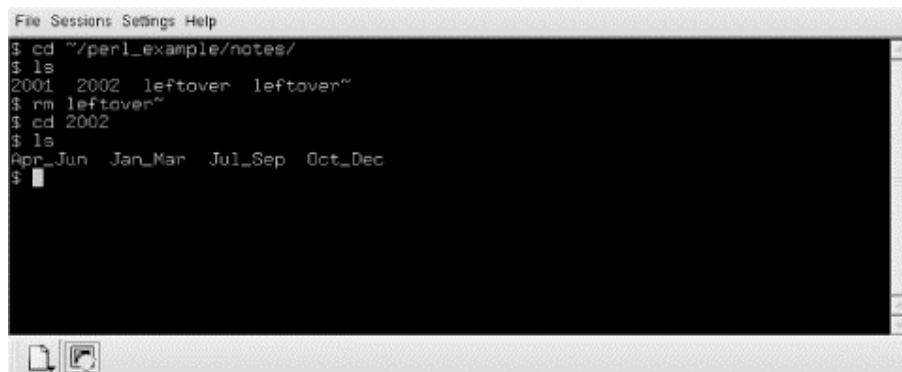 File Sessions Settings Help
$ cd ~/perl_example/notes/
$ ls
2001 2002 leftover leftover~
$ rm leftover~
$ cd 2002
$ ls
Apr_Jun Jan_Mar Jul_Sep Oct_Dec
$